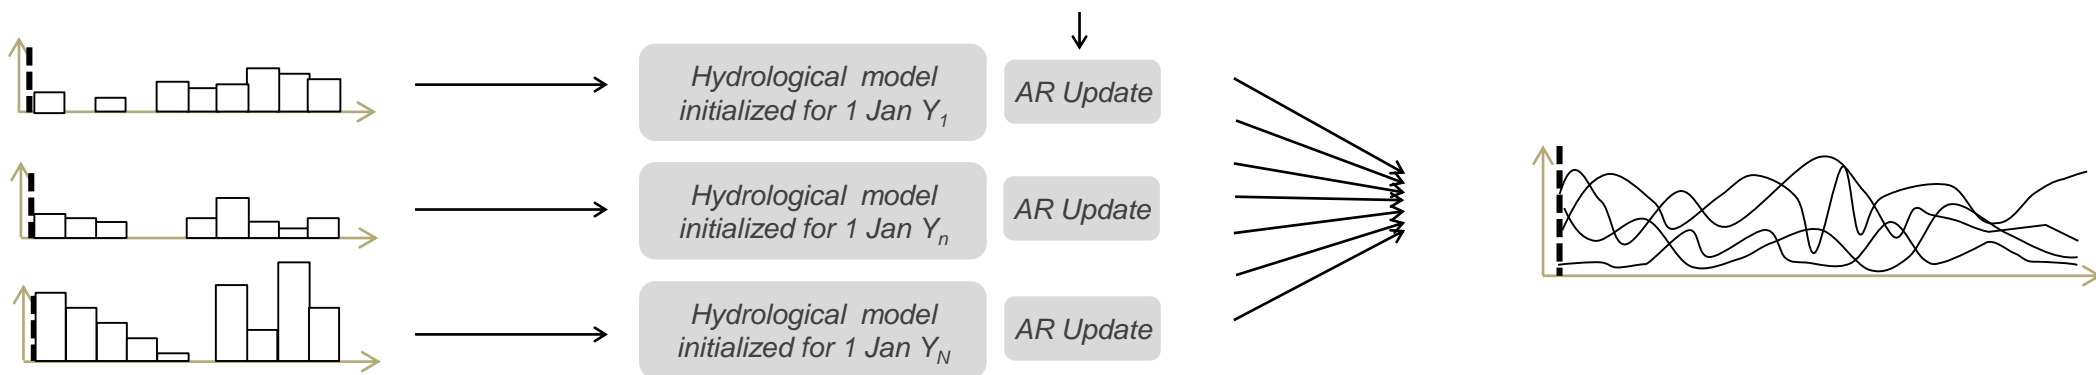 Hydrological model
initialized for 1 Jan Y1
AR Update
Hydrological model
initialized for 1 Jan Yn
AR Update
Hydrological model
initialized for 1 Jan YN
AR Update